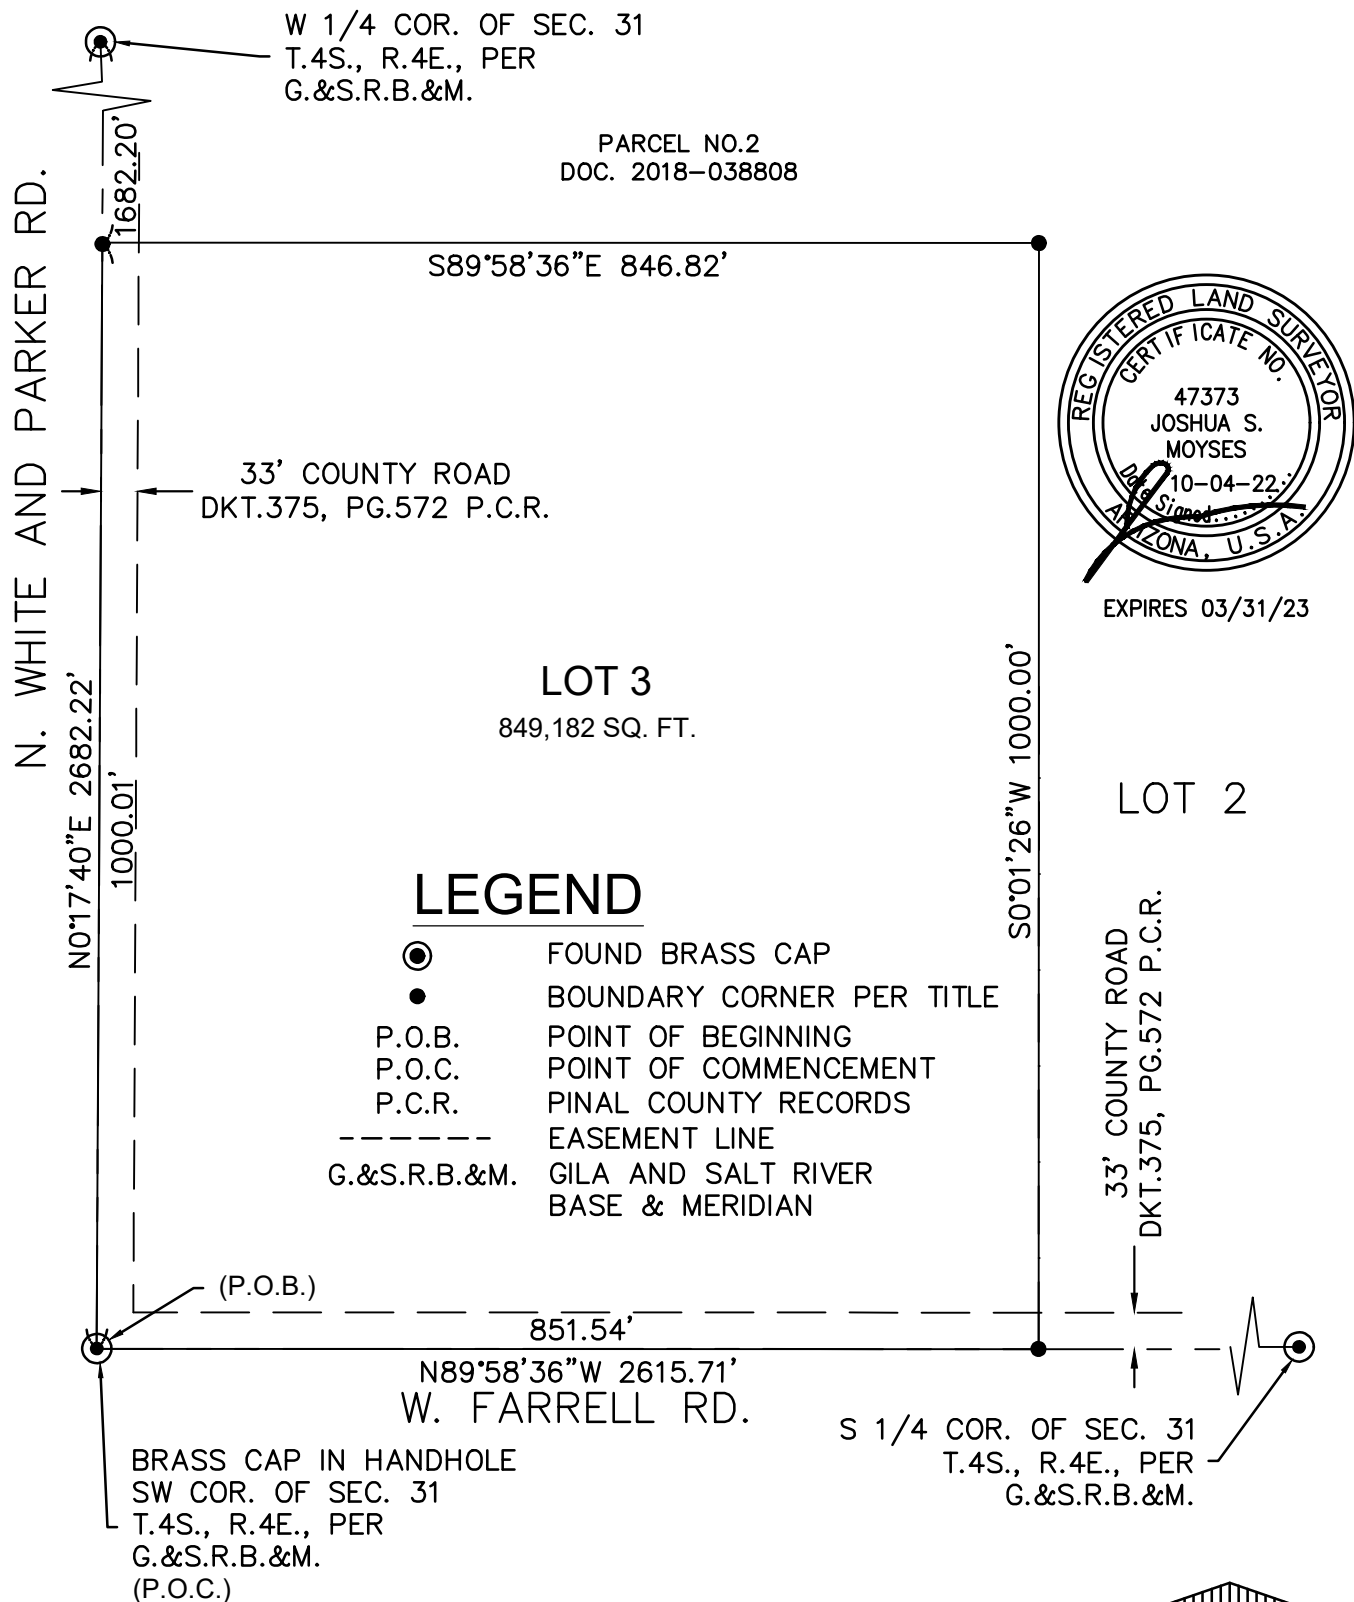 W 1/4 COR. OF SEC. 31
T.4S., R.4E., PER
G.&S.R.B.&M.
PARCEL NO.2
DOC. 2018-038808
1682.20'
N. WHITE AND PARKER RD.
S89°58'36"E 846.82'
REGISTERED LAND SURVEYOR
CERTIFICATE NO.
47373
JOSHUA S.
MOYSES
10-04-22
Date Signed
ARIZONA, U.S.A.
EXPIRES 03/31/23
33' COUNTY ROAD
DKT.375, PG.572 P.C.R.
LOT 3
849,182 SQ. FT.
N0°17'40"E 2682.22'
1000.01'
S0°01'26"W 1000.00'
LOT 2
LEGEND
FOUND BRASS CAP
BOUNDARY CORNER PER TITLE
P.O.B. POINT OF BEGINNING
P.O.C. POINT OF COMMENCEMENT
P.C.R. PINAL COUNTY RECORDS
EASEMENT LINE
G.&S.R.B.&M. GILA AND SALT RIVER
BASE & MERIDIAN
33' COUNTY ROAD
DKT.375, PG.572 P.C.R.
(P.O.B.)
851.54'
N89°58'36"W 2615.71'
W. FARRELL RD.
S 1/4 COR. OF SEC. 31
T.4S., R.4E., PER
G.&S.R.B.&M.
BRASS CAP IN HANDHOLE
SW COR. OF SEC. 31
T.4S., R.4E., PER
G.&S.R.B.&M.
(P.O.C.)